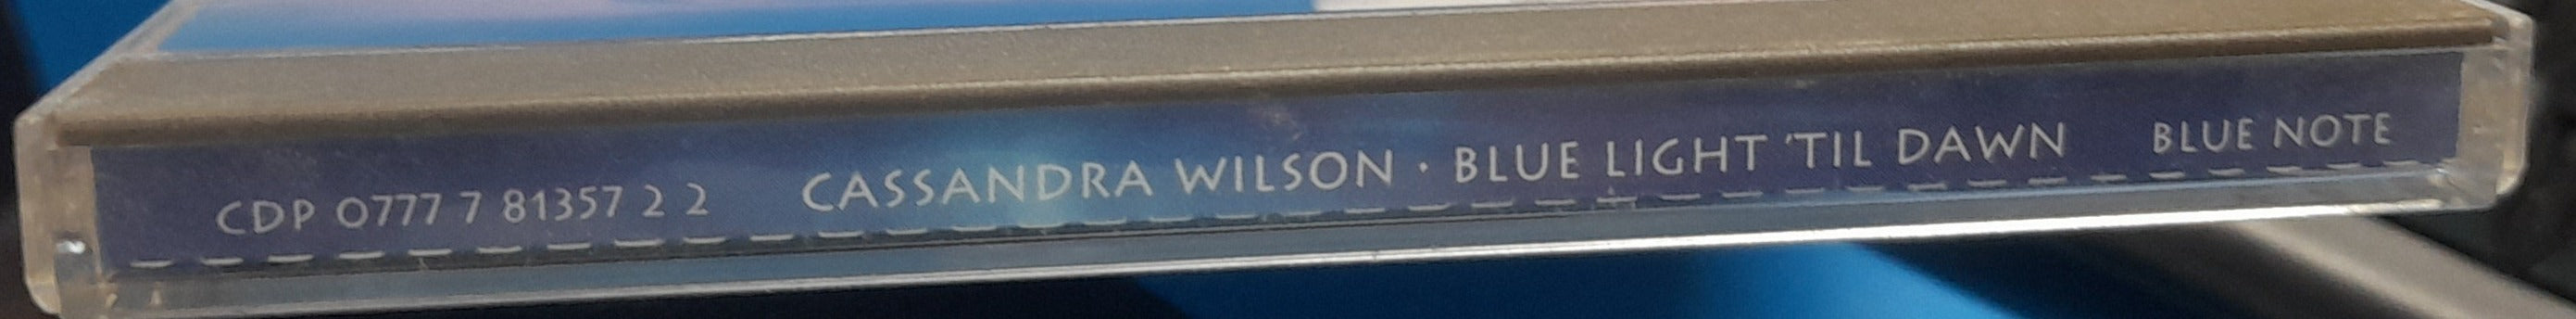 CDP 0777 7 81357 2 2 CASSANDRA WILSON · BLUE LIGHT 'TIL DAWN BLUE NOTE